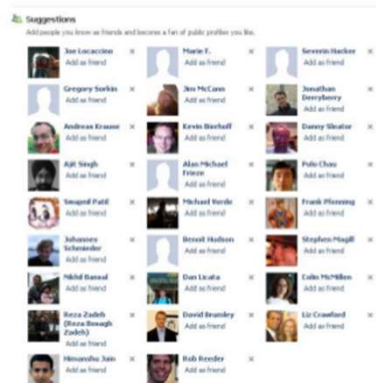 Suggestions
Add people you know as friends and become a fan of public profiles you like.
Joe Locaccino
Add as friend
Marie F.
Add as friend
Severin Hacker
Add as friend
Gregory Sorkin
Add as friend
Jim McCann
Add as friend
Jonathan
Derryberry
Add as friend
Andreas Krause
Add as friend
Kevin Bierhoff
Add as friend
Danny Sleator
Add as friend
Ajit Singh
Add as friend
Alan Michael
Frieze
Add as friend
Polo Chau
Add as friend
Swapnil Patil
Add as friend
Michael Verde
Add as friend
Frank Pfenning
Add as friend
Johannes
Schmieder
Add as friend
Benoit Hudson
Add as friend
Stephen Magill
Add as friend
Nikhil Bansal
Add as friend
Dan Licata
Add as friend
Colin McMillen
Add as friend
Reza Zadeh
(Reza Bosagh
Zadeh)
Add as friend
David Brumley
Add as friend
Liz Crawford
Add as friend
Himanshu Jain
Add as friend
Rob Reeder
Add as friend